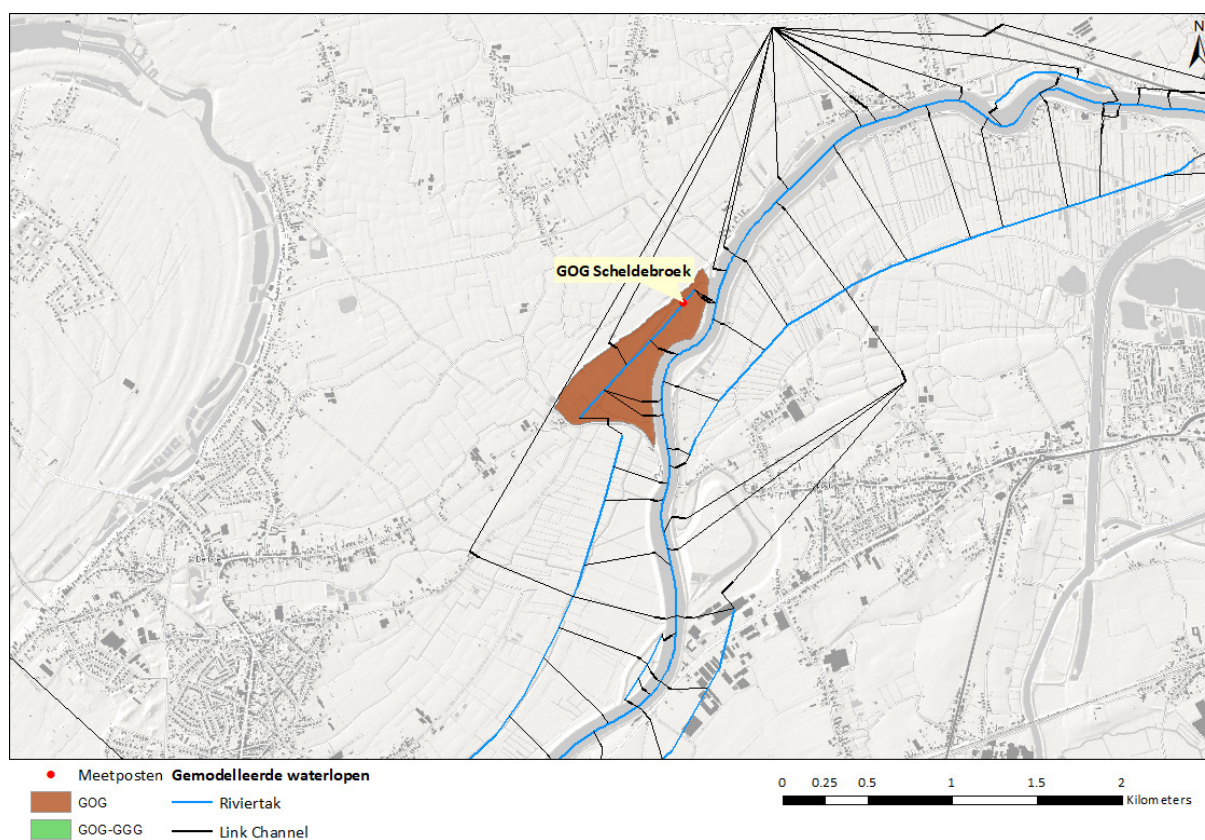 N
GOG Scheldebroek
Meetposten Gemodelleerde waterlopen
GOG Riviertak
GOG-GGG Link Channel
0 0.25 0.5 1 1.5 2
Kilometers